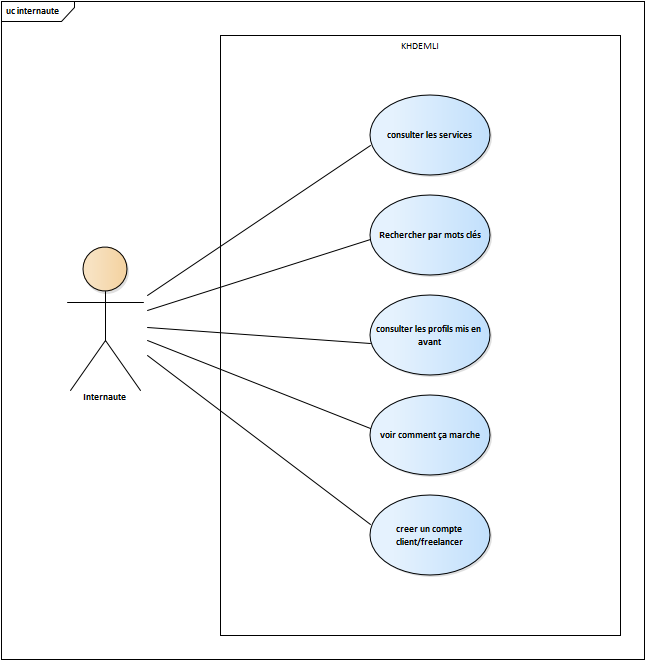 uc internaute
KHDEMLI
consulter les services
Rechercher par mots clés
consulter les profils mis en
avant
voir comment ça marche
creer un compte
client/freelancer
Internaute